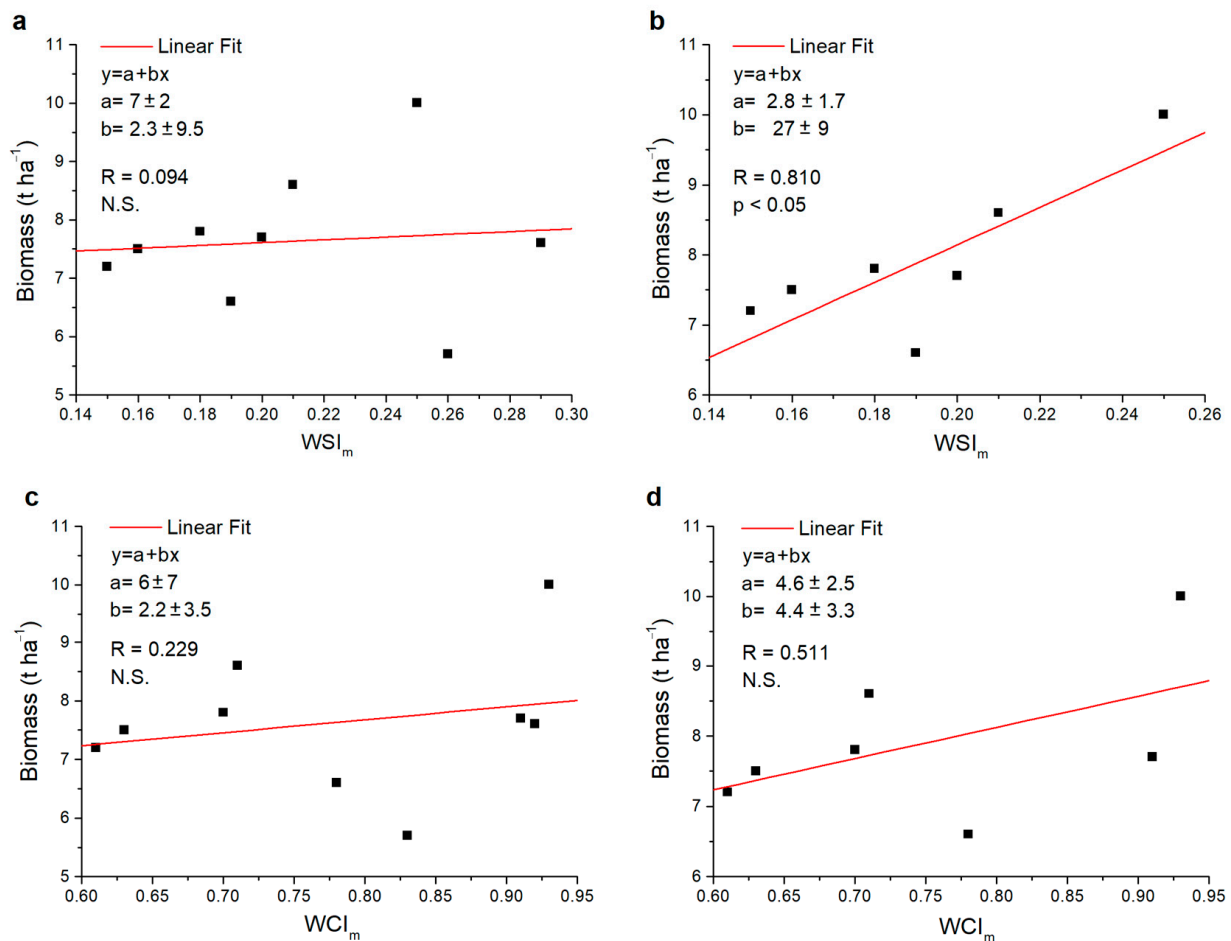 a
Linear Fit
y=a+bx
a= 7±2
b= 2.3±9.5
R = 0.094
N.S.
11
10
9
8
7
6
5
Biomass (t ha⁻¹)
0.14 0.16 0.18 0.20 0.22 0.24 0.26 0.28 0.30
WSIₘ
b
Linear Fit
y=a+bx
a= 2.8 ± 1.7
b= 27 ± 9
R = 0.810
p < 0.05
11
10
9
8
7
6
Biomass (t ha⁻¹)
0.14 0.16 0.18 0.20 0.22 0.24 0.26
WSIₘ
c
Linear Fit
y=a+bx
a= 6±7
b= 2.2±3.5
R = 0.229
N.S.
11
10
9
8
7
6
5
Biomass (t ha⁻¹)
0.60 0.65 0.70 0.75 0.80 0.85 0.90 0.95
WCIₘ
d
Linear Fit
y=a+bx
a= 4.6 ± 2.5
b= 4.4 ± 3.3
R = 0.511
N.S.
11
10
9
8
7
6
Biomass (t ha⁻¹)
0.60 0.65 0.70 0.75 0.80 0.85 0.90 0.95
WCIₘ